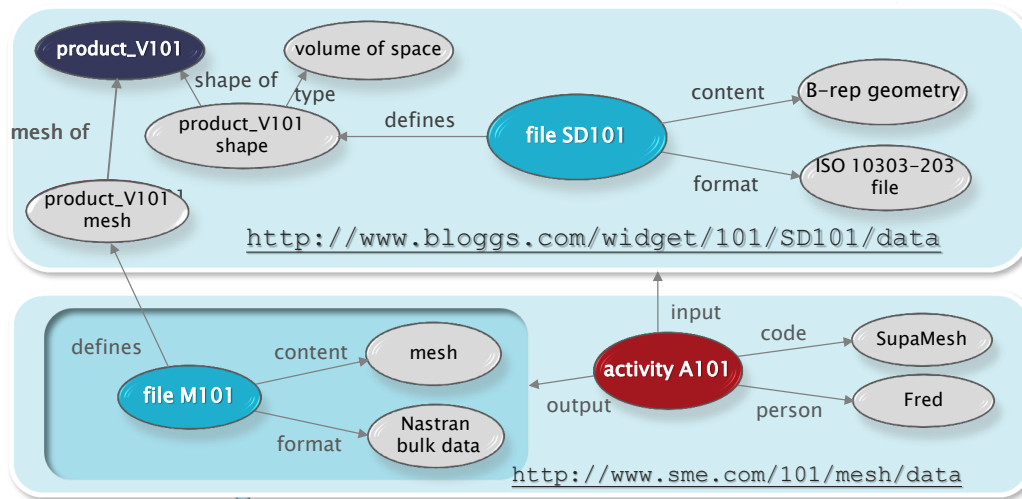 product_V101
volume of space
shape of
type
B-rep geometry
content
product_V101
shape
defines
file SD101
mesh of
ISO 10303-203
file
format
product_V101
mesh
http://www.bloggs.com/widget/101/SD101/data
input
code
SupaMesh
defines
content
mesh
activity A101
file M101
output
person
Fred
format
Nastran
bulk data
http://www.sme.com/101/mesh/data